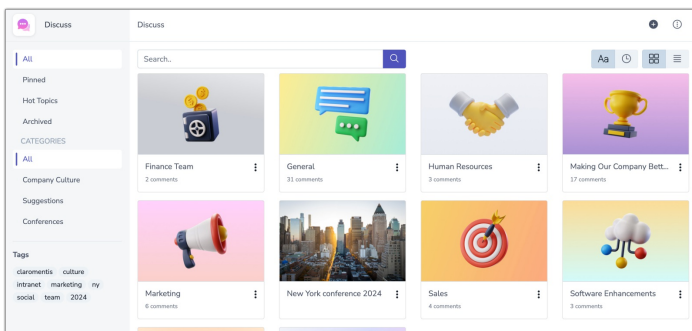 Discuss
Discuss
All
Pinned
Hot Topics
Archived
CATEGORIES
All
Company Culture
Suggestions
Conferences
Tags
claromentis culture
intranet marketing ny
social team 2024
Search..
Aa
Finance Team
2 comments
General
31 comments
Human Resources
3 comments
Making Our Company Bett...
17 comments
Marketing
6 comments
New York conference 2024
Sales
4 comments
Software Enhancements
3 comments